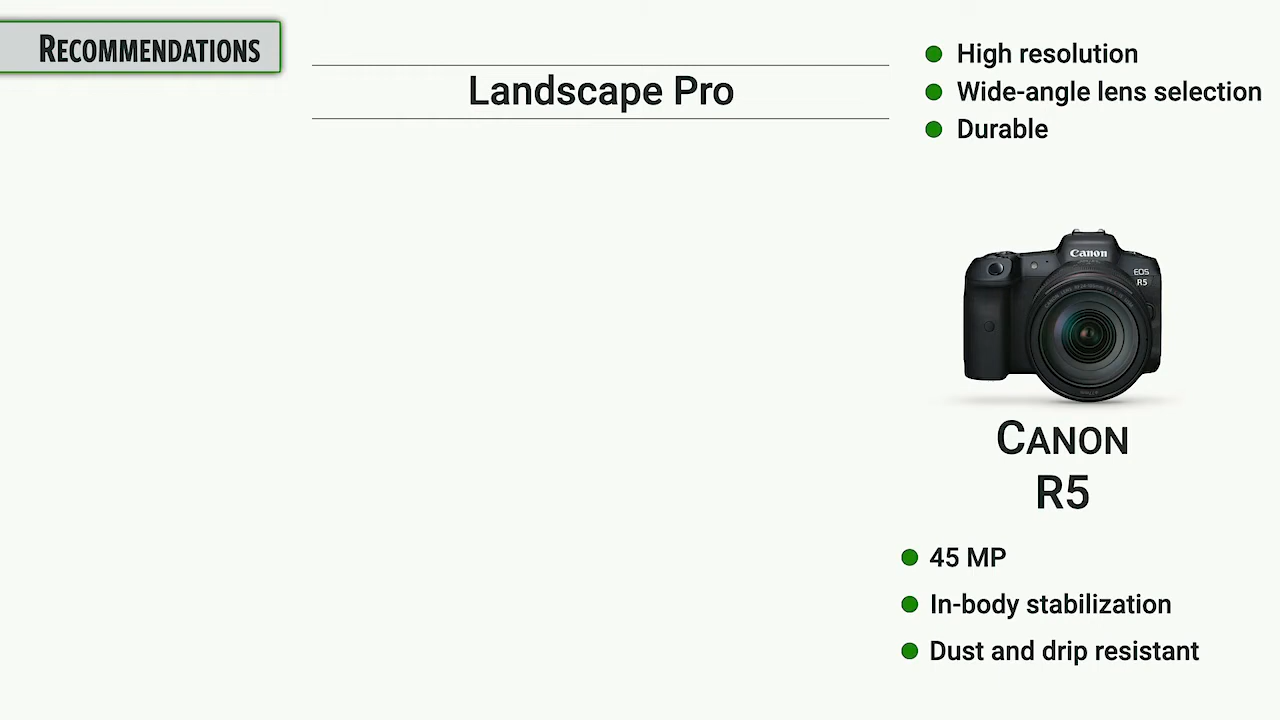 RECOMMENDATIONS
Landscape Pro
High resolution
Wide-angle lens selection
Durable
Canon
EOS
R5
CANON
R5
45 MP
In-body stabilization
Dust and drip resistant